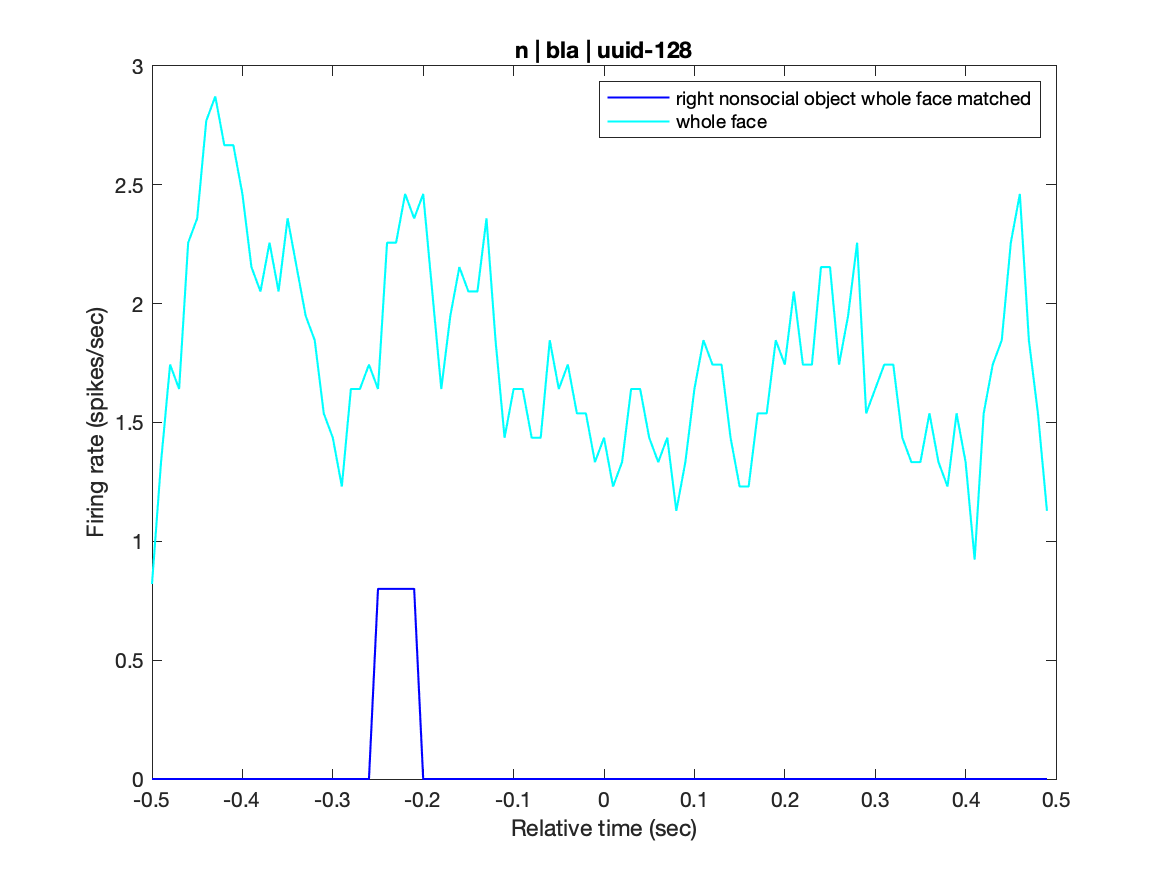 n | bla | uuid-128
right nonsocial object whole face matched
whole face
Firing rate (spikes/sec)
3
2.5
2
1.5
1
0.5
0
-0.5 -0.4 -0.3 -0.2 -0.1 0 0.1 0.2 0.3 0.4 0.5
Relative time (sec)